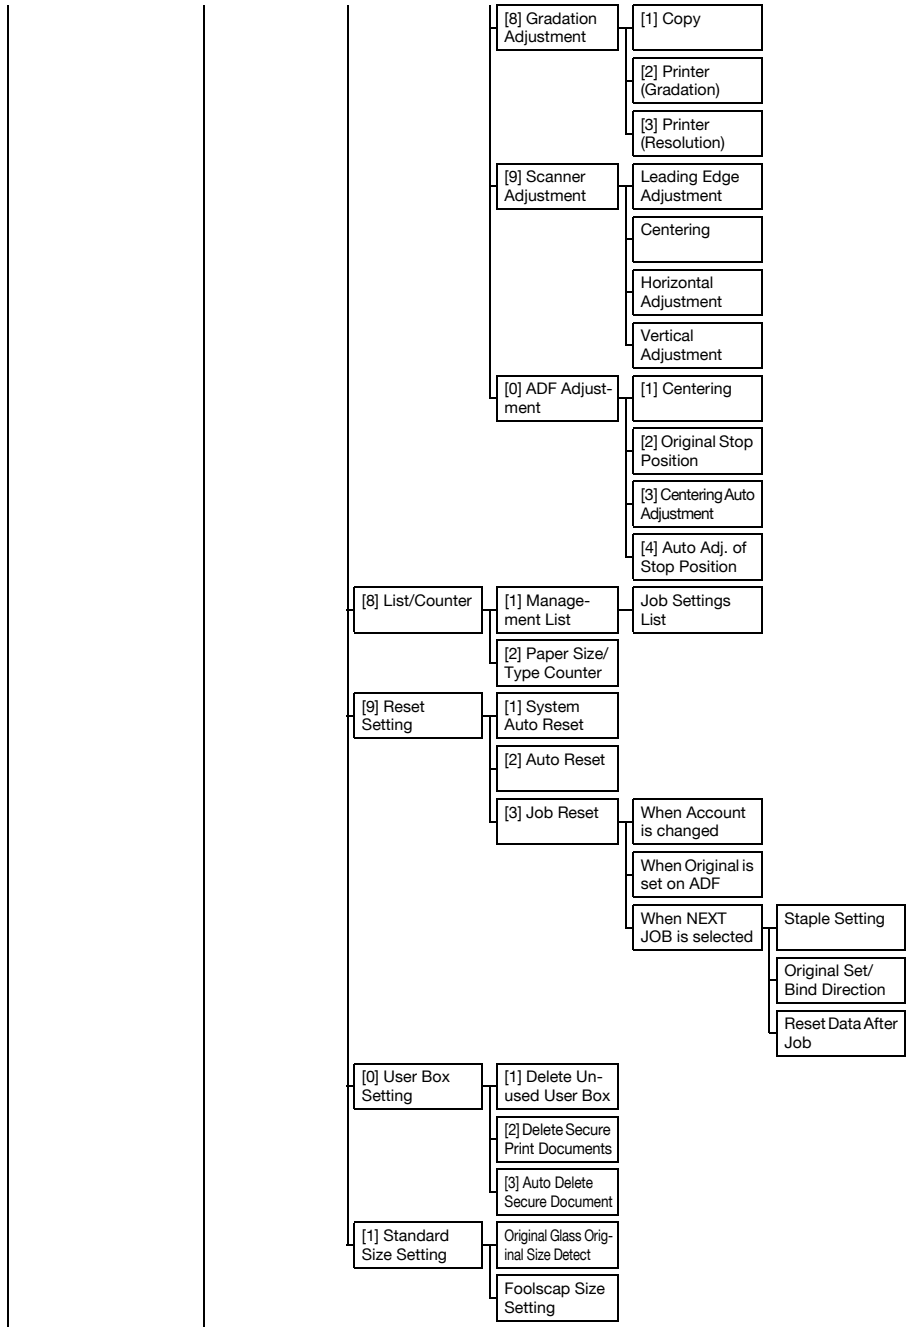 [8] Gradation
Adjustment
[1] Copy
[2] Printer
(Gradation)
[3] Printer
(Resolution)
[9] Scanner
Adjustment
Leading Edge
Adjustment
Centering
Horizontal
Adjustment
Vertical
Adjustment
[0] ADF Adjust-
ment
[1] Centering
[2] Original Stop
Position
[3] Centering Auto
Adjustment
[4] Auto Adj. of
Stop Position
[8] List/Counter
[1] Manage-
ment List
Job Settings
List
[2] Paper Size/
Type Counter
[9] Reset
Setting
[1] System
Auto Reset
[2] Auto Reset
[3] Job Reset
When Account
is changed
When Original is
set on ADF
When NEXT
JOB is selected
Staple Setting
Original Set/
Bind Direction
Reset Data After
Job
[0] User Box
Setting
[1] Delete Un-
used User Box
[2] Delete Secure
Print Documents
[3] Auto Delete
Secure Document
[1] Standard
Size Setting
Original Glass Orig-
inal Size Detect
Foolscap Size
Setting